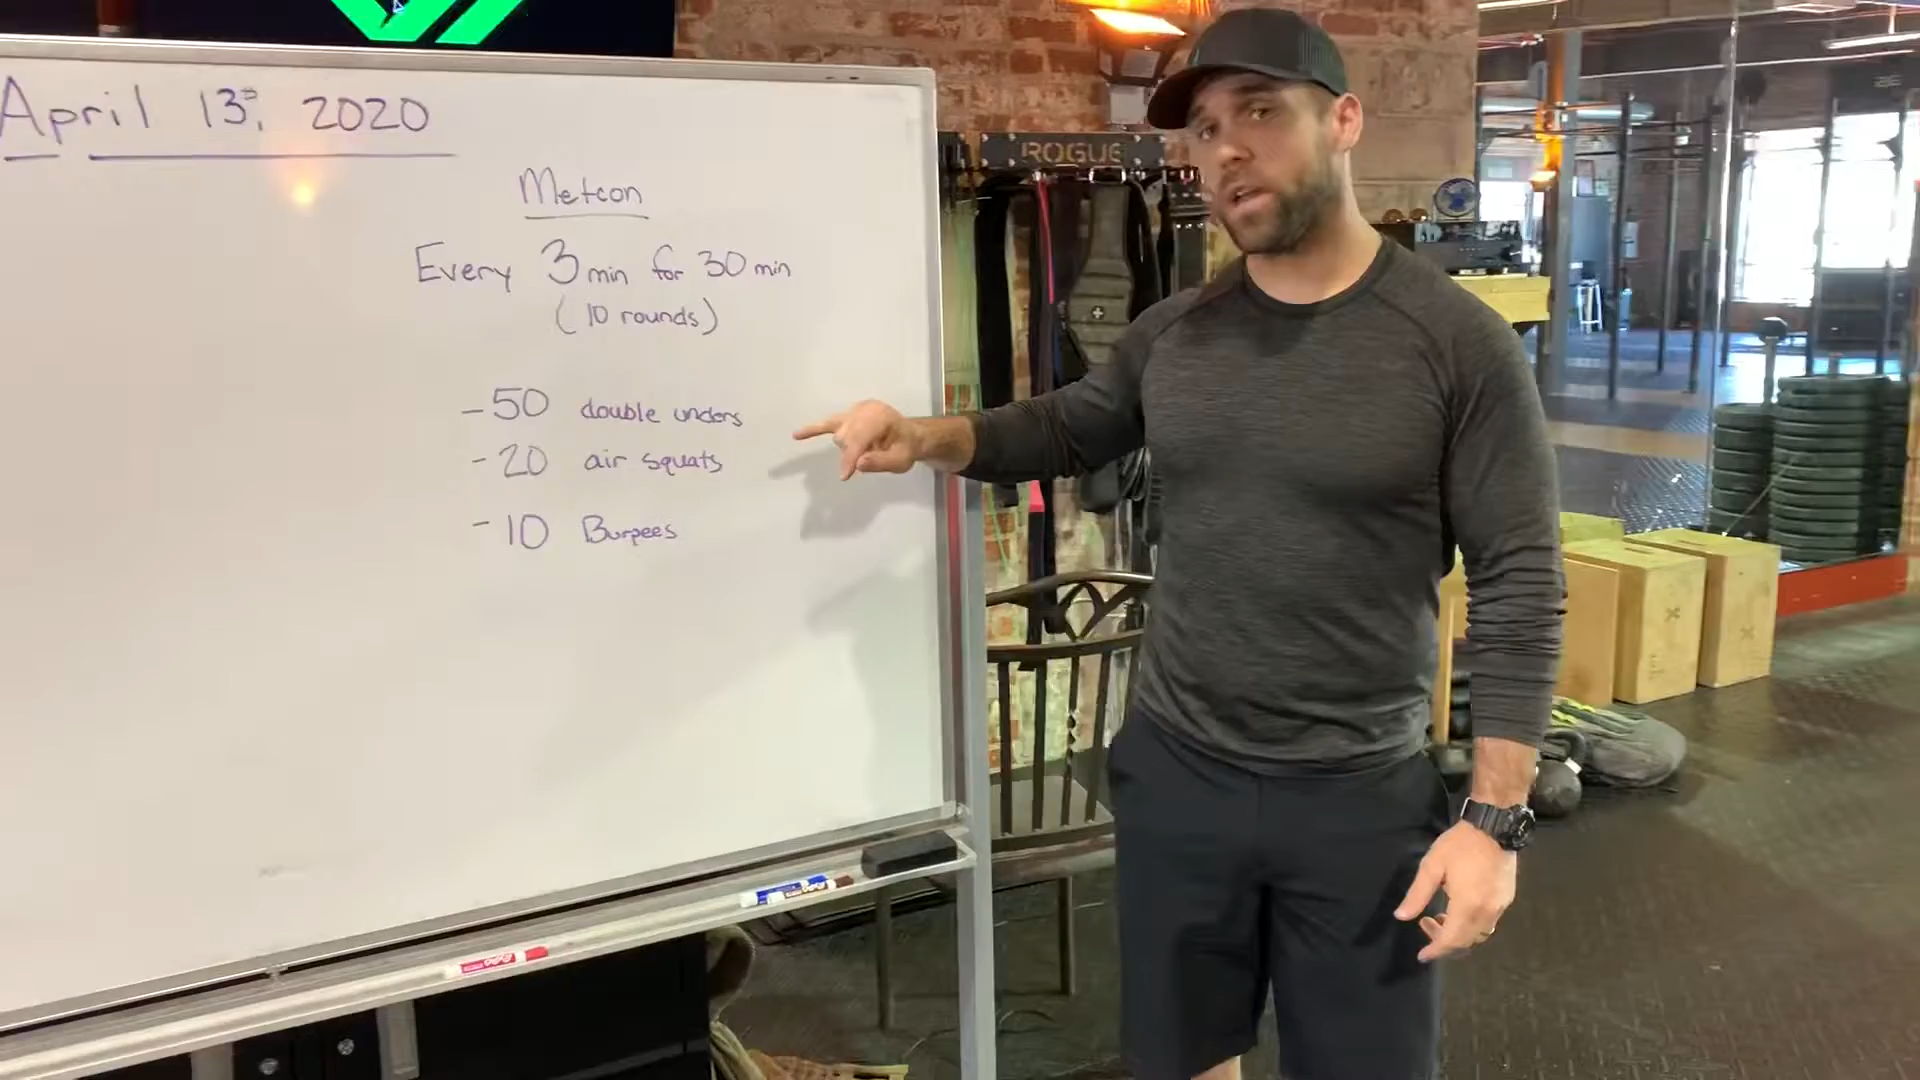 April 13th, 2020
Metcon
Every 3 min for 30 min
(10 rounds)
- 50 double unders
- 20 air squats
- 10 Burpees
ROGUE